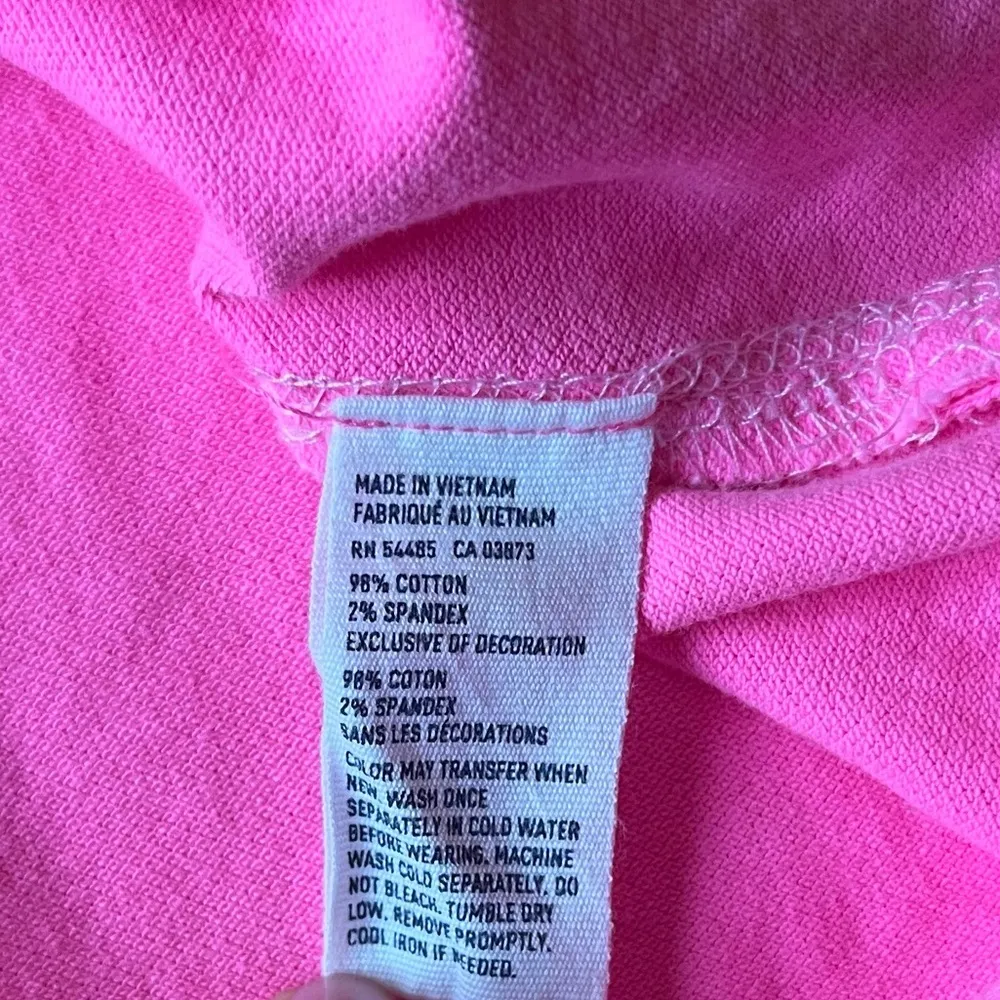 MADE IN VIETNAM
FABRIQUÉ AU VIETNAM
RN 54485 CA 03873
98% COTTON
2% SPANDEX
EXCLUSIVE OF DECORATION
98% COTON
2% SPANDEX
SANS LES DÉCORATIONS
COLOR MAY TRANSFER WHEN
NEW. WASH ONCE
SEPARATELY IN COLD WATER
BEFORE WEARING. MACHINE
WASH COLD SEPARATELY. DO
NOT BLEACH. TUMBLE DRY
LOW. REMOVE PROMPTLY.
COOL IRON IF NEEDED.